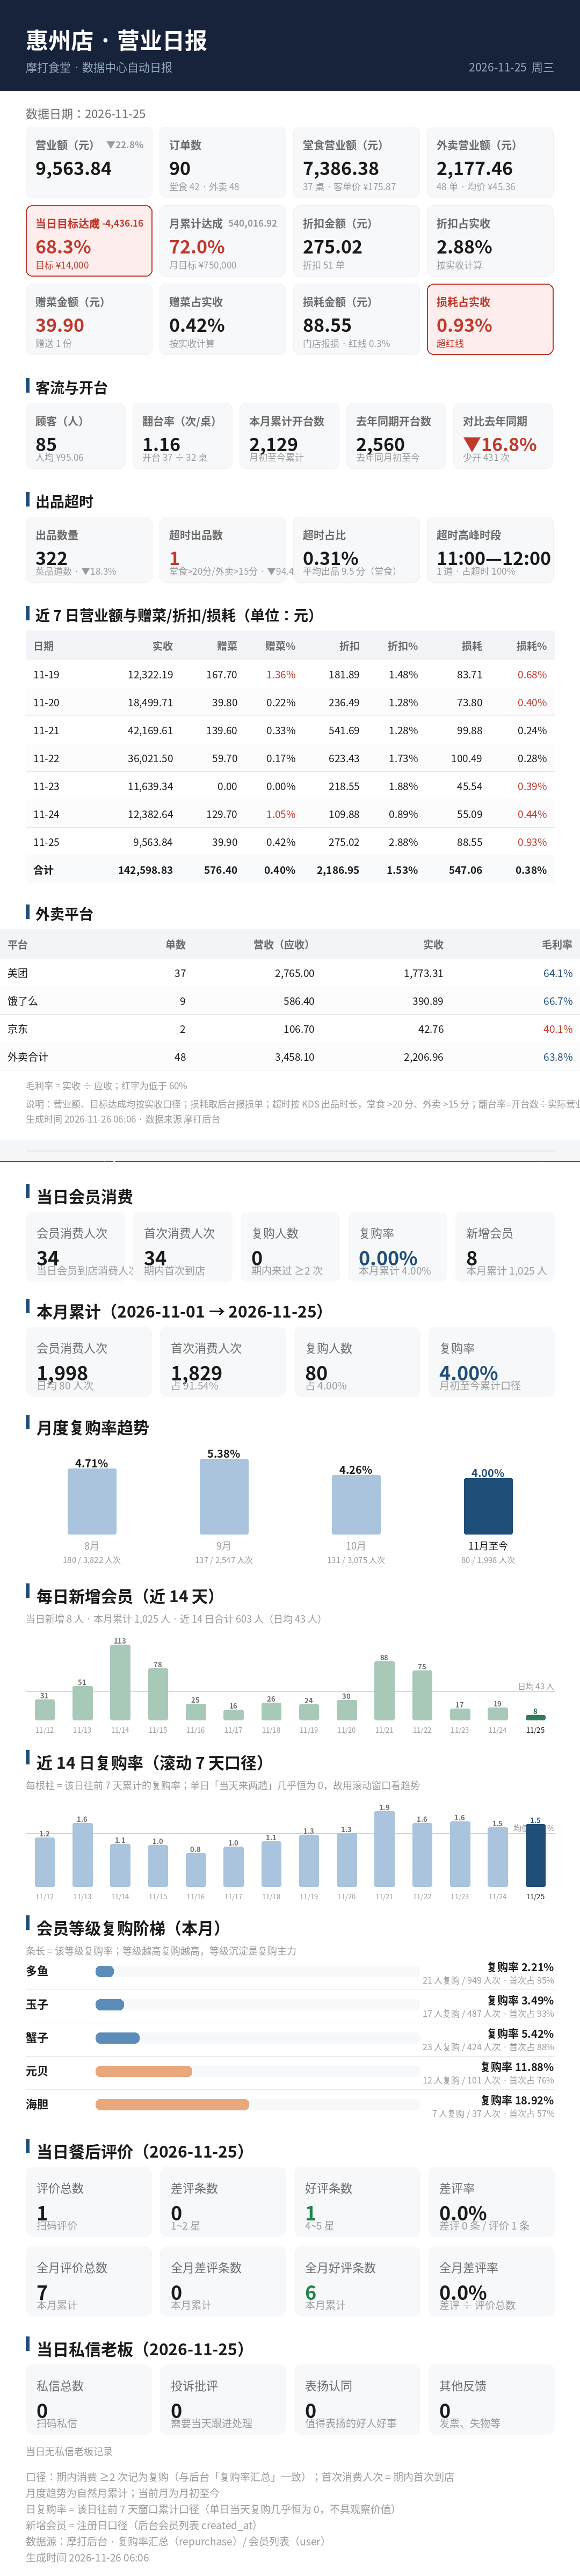 惠州店 · 营业日报
摩打食堂 · 数据中心自动日报 2026-11-25 周三
数据日期：2026-11-25
营业额（元） ▼22.8% 订单数 堂食营业额（元） 外卖营业额（元）
9,563.84 90 7,386.38 2,177.46
堂食 42 · 外卖 48 37 桌 · 客单价 ¥175.87 48 单 · 均价 ¥45.36
当日目标达成 -4,436.16 月累计达成 540,016.92 折扣金额（元） 折扣占实收
68.3% 72.0% 275.02 2.88%
目标 ¥14,000 月目标 ¥750,000 折扣 51 单 按实收计算
赠菜金额（元） 赠菜占实收 损耗金额（元） 损耗占实收
39.90 0.42% 88.55 0.93%
赠送 1 份 按实收计算 门店报损 · 红线 0.3% 超红线
客流与开台
顾客（人） 翻台率（次/桌） 本月累计开台数 去年同期开台数 对比去年同期
85 1.16 2,129 2,560 ▼16.8%
人均 ¥95.06 开台 37 ÷ 32 桌 月初至今累计 去年同月初至今 少开 431 次
出品超时
出品数量 超时出品数 超时占比 超时高峰时段
322 1 0.31% 11:00—12:00
菜品道数 · ▼18.3% 堂食>20分/外卖>15分 · ▼94.4 平均出品 9.5 分（堂食） 1 道 · 占超时 100%
近 7 日营业额与赠菜/折扣/损耗（单位：元）
日期 实收 赠菜 赠菜% 折扣 折扣% 损耗 损耗%
11-19 12,322.19 167.70 1.36% 181.89 1.48% 83.71 0.68%
11-20 18,499.71 39.80 0.22% 236.49 1.28% 73.80 0.40%
11-21 42,169.61 139.60 0.33% 541.69 1.28% 99.88 0.24%
11-22 36,021.50 59.70 0.17% 623.43 1.73% 100.49 0.28%
11-23 11,639.34 0.00 0.00% 218.55 1.88% 45.54 0.39%
11-24 12,382.64 129.70 1.05% 109.88 0.89% 55.09 0.44%
11-25 9,563.84 39.90 0.42% 275.02 2.88% 88.55 0.93%
合计 142,598.83 576.40 0.40% 2,186.95 1.53% 547.06 0.38%
外卖平台
平台 单数 营收（应收） 实收 毛利率
美团 37 2,765.00 1,773.31 64.1%
饿了么 9 586.40 390.89 66.7%
京东 2 106.70 42.76 40.1%
外卖合计 48 3,458.10 2,206.96 63.8%
毛利率 = 实收 ÷ 应收；红字为低于 60%
说明：营业额、目标达成均按实收口径；损耗取后台报损单；超时按 KDS 出品时长，堂食 >20 分、外卖 >15 分；翻台率=开台数÷实际营业
生成时间 2026-11-26 06:06 · 数据来源 摩打后台
当日会员消费
会员消费人次 首次消费人次 复购人数 复购率 新增会员
34 34 0 0.00% 8
当日会员到店消费人次 期内首次到店 期内来过 ≥2 次 本月累计 4.00% 本月累计 1,025 人
本月累计（2026-11-01 → 2026-11-25）
会员消费人次 首次消费人次 复购人数 复购率
1,998 1,829 80 4.00%
日均 80 人次 占 91.54% 占 4.00% 月初至今累计口径
月度复购率趋势
4.71% 5.38% 4.26% 4.00%
8月 9月 10月 11月至今
180 / 3,822 人次 137 / 2,547 人次 131 / 3,075 人次 80 / 1,998 人次
每日新增会员（近 14 天）
当日新增 8 人 · 本月累计 1,025 人 · 近 14 日合计 603 人（日均 43 人）
31 51 113 78 25 16 26 24 30 88 75 17 19 8
日均 43 人
11/12 11/13 11/14 11/15 11/16 11/17 11/18 11/19 11/20 11/21 11/22 11/23 11/24 11/25
近 14 日复购率（滚动 7 天口径）
每根柱 = 该日往前 7 天累计的复购率；单日「当天来两趟」几乎恒为 0，故用滚动窗口看趋势
1.2 1.6 1.1 1.0 0.8 1.0 1.1 1.3 1.3 1.9 1.6 1.6 1.5 1.5
11/12 11/13 11/14 11/15 11/16 11/17 11/18 11/19 11/20 11/21 11/22 11/23 11/24 11/25
会员等级复购阶梯（本月）
条长 = 该等级复购率；等级越高复购越高，等级沉淀是复购主力
多鱼 复购率 2.21%
21 人复购 / 949 人次 · 首次占 95%
玉子 复购率 3.49%
17 人复购 / 487 人次 · 首次占 93%
蟹子 复购率 5.42%
23 人复购 / 424 人次 · 首次占 88%
元贝 复购率 11.88%
12 人复购 / 101 人次 · 首次占 76%
海胆 复购率 18.92%
7 人复购 / 37 人次 · 首次占 57%
当日餐后评价（2026-11-25）
评价总数 差评条数 好评条数 差评率
1 0 1 0.0%
扫码评价 1~2 星 4~5 星 差评 0 条 / 评价 1 条
全月评价总数 全月差评条数 全月好评条数 全月差评率
7 0 6 0.0%
本月累计 本月累计 本月累计 差评 ÷ 评价总数
当日私信老板（2026-11-25）
私信总数 投诉批评 表扬认同 其他反馈
0 0 0 0
扫码私信 需要当天跟进处理 值得表扬的好人好事 发票、失物等
当日无私信老板记录
口径：期内消费 ≥2 次记为复购（与后台「复购率汇总」一致）；首次消费人次 = 期内首次到店
月度趋势为自然月累计；当前月为月初至今
日复购率 = 该日往前 7 天窗口累计口径（单日当天复购几乎恒为 0，不具观察价值）
新增会员 = 注册日口径（后台会员列表 created_at）
数据源：摩打后台 · 复购率汇总（repurchase）/ 会员列表（user）
生成时间 2026-11-26 06:06